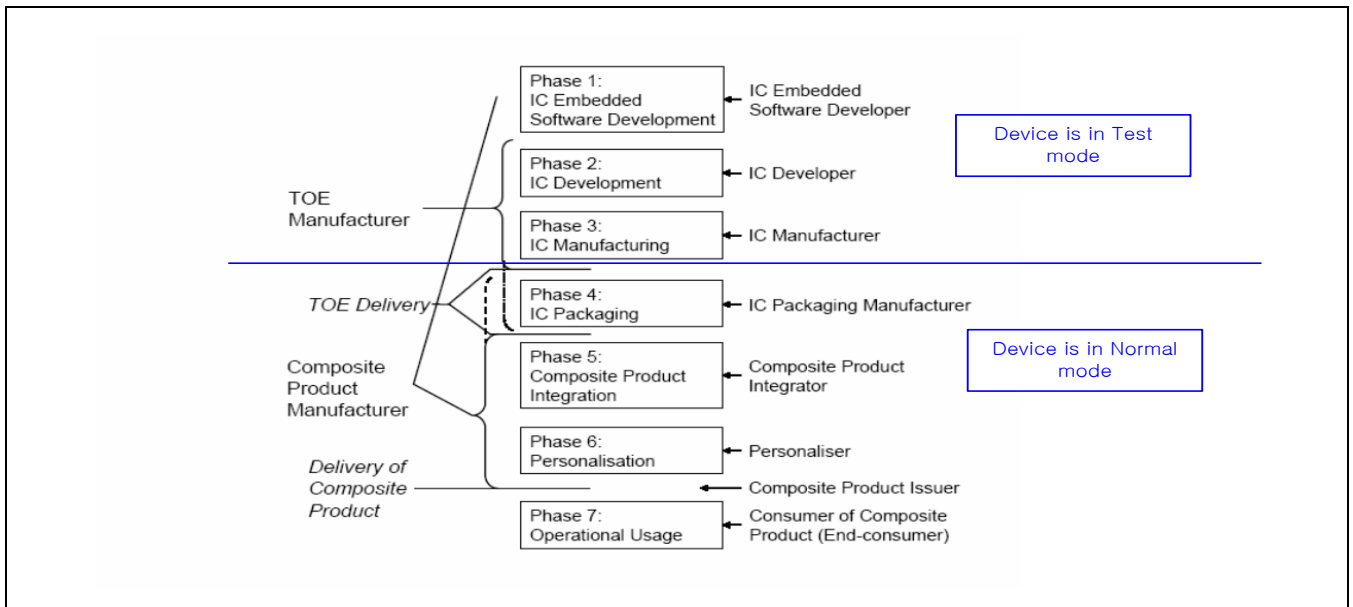 Phase 1:
IC Embedded
Software Development
IC Embedded
Software Developer
Device is in Test
mode
Phase 2:
IC Development
IC Developer
TOE
Manufacturer
Phase 3:
IC Manufacturing
IC Manufacturer
TOE Delivery
Phase 4:
IC Packaging
IC Packaging Manufacturer
Device is in Normal
mode
Composite
Product
Manufacturer
Phase 5:
Composite Product
Integration
Composite Product
Integrator
Phase 6:
Personalisation
Personaliser
Delivery of
Composite
Product
Composite Product Issuer
Phase 7:
Operational Usage
Consumer of Composite
Product (End-consumer)